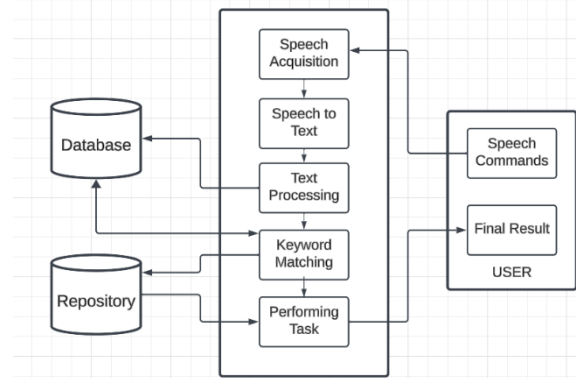 Speech
Acquisition
Speech to
Text
Text
Processing
Keyword
Matching
Performing
Task
Database
Repository
Speech
Commands
Final Result
USER